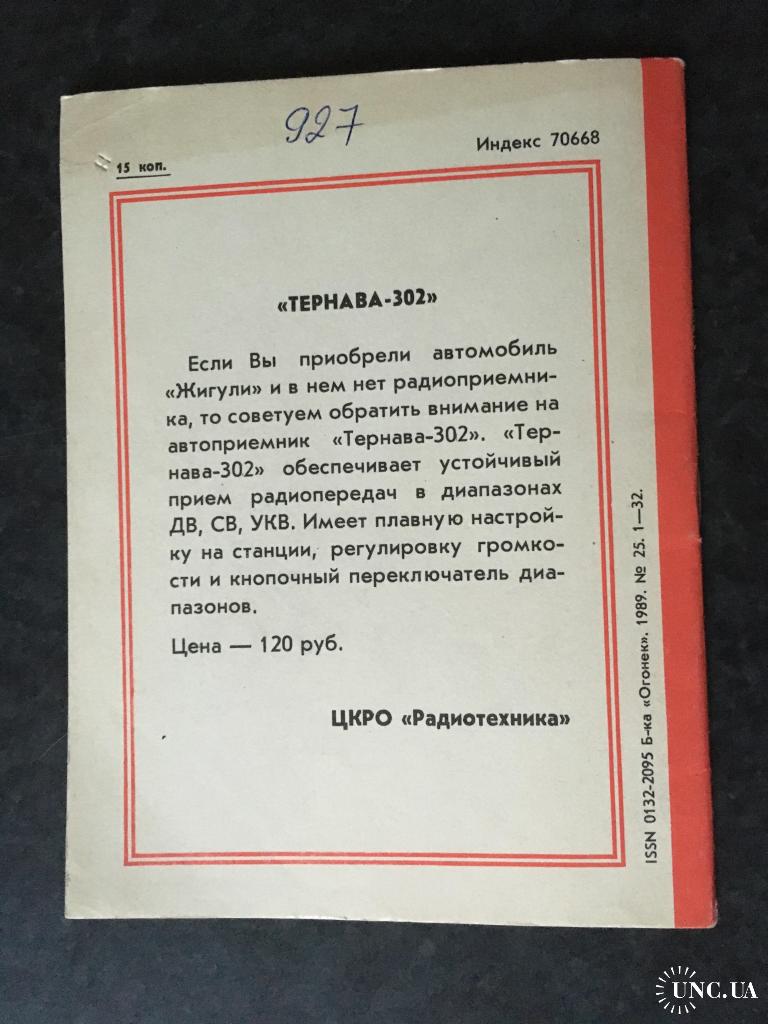 927
15 коп.
Индекс 70668
«ТЕРНАВА-302»
Если Вы приобрели автомобиль
«Жигули» и в нем нет радиоприемни-
ка, то советуем обратить внимание на
автоприемник «Тернава-302». «Тер-
нава-302» обеспечивает устойчивый
прием радиопередач в диапазонах
ДВ, СВ, УКВ. Имеет плавную настрой-
ку на станции, регулировку громко-
сти и кнопочный переключатель диа-
пазонов.
Цена — 120 руб.
ЦКРО «Радиотехника»
ISSN 0132-2095 Б-ка «Огонек». 1989. № 25. 1—32.
UNC.UA